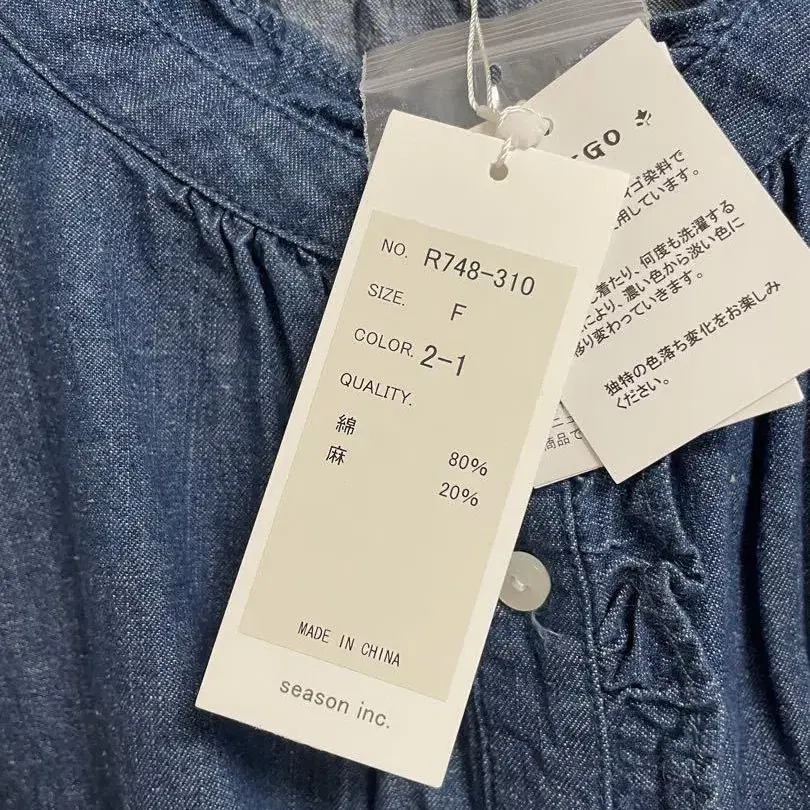 NO. R748-310
SIZE. F
COLOR. 2-1
QUALITY.
綿 80%
麻 20%
MADE IN CHINA
season inc.
ゴ染料で
用しています。
着たり、何度も洗濯する
により、濃い色から淡い色に
移り変わっていきます。
独特の色落ち変化をお楽しみ
ください。
商品で